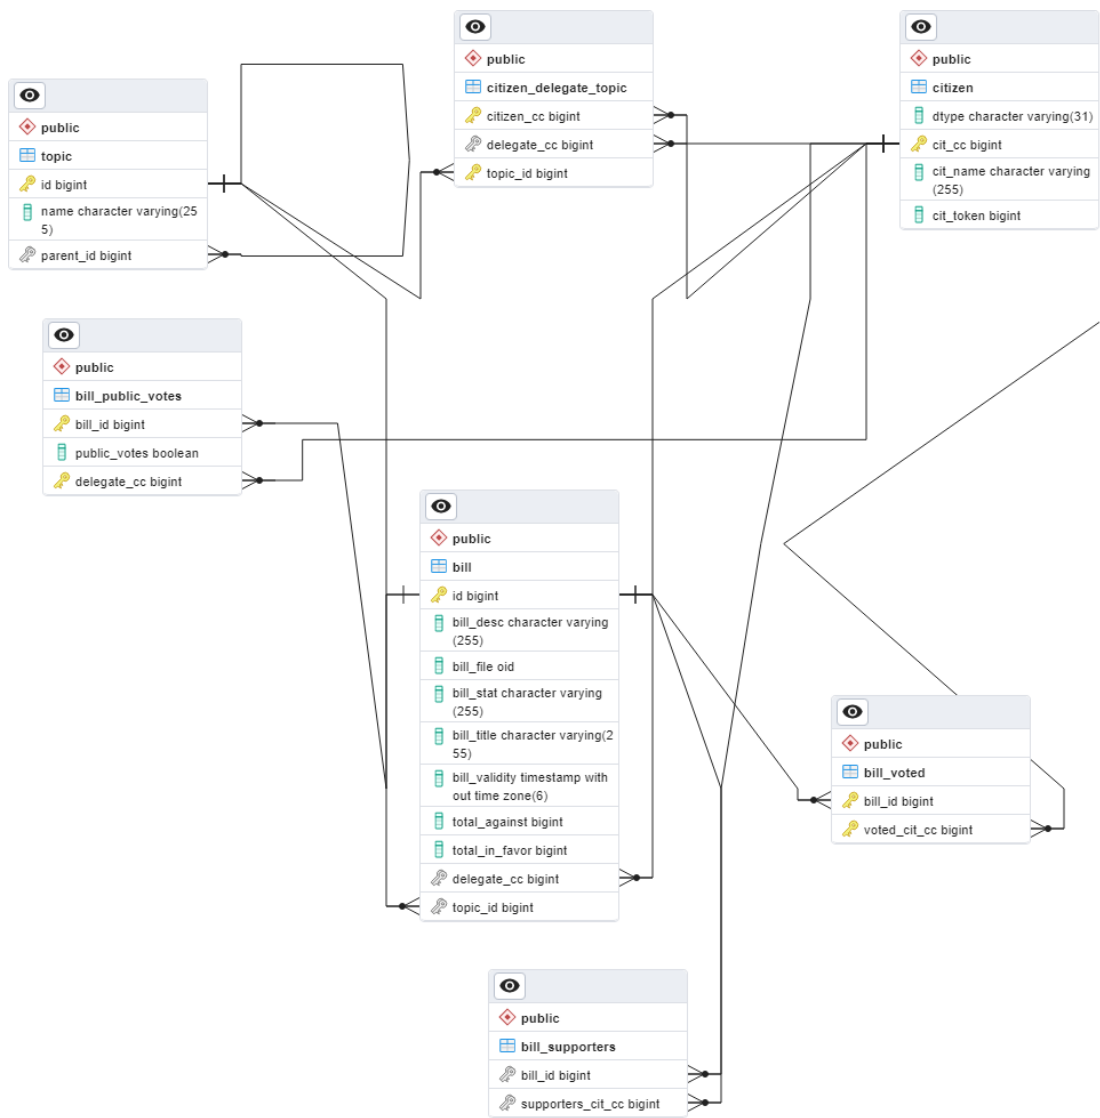 public
topic
id bigint
name character varying(25
5)
parent_id bigint
public
citizen_delegate_topic
citizen_cc bigint
delegate_cc bigint
topic_id bigint
public
citizen
dtype character varying(31)
cit_cc bigint
cit_name character varying
(255)
cit_token bigint
public
bill_public_votes
bill_id bigint
public_votes boolean
delegate_cc bigint
public
bill
id bigint
bill_desc character varying
(255)
bill_file oid
bill_stat character varying
(255)
bill_title character varying(2
55)
bill_validity timestamp with
out time zone(6)
total_against bigint
total_in_favor bigint
delegate_cc bigint
topic_id bigint
public
bill_voted
bill_id bigint
voted_cit_cc bigint
public
bill_supporters
bill_id bigint
supporters_cit_cc bigint